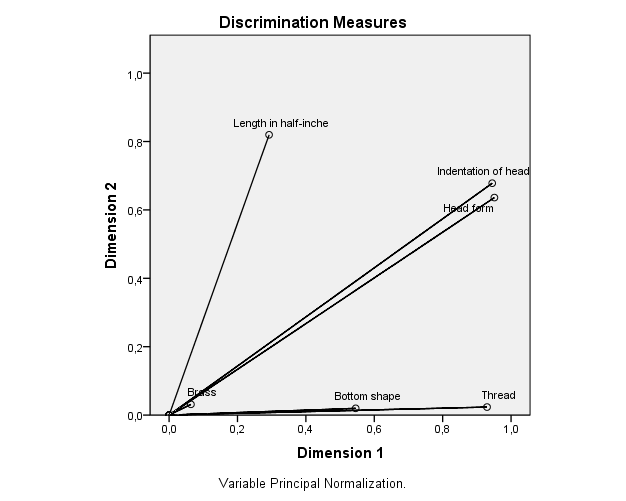 Discrimination Measures
1,0
Length in half-inche
0,8
Indentation of head
0,6
Head form
Dimension 2
0,4
0,2
Brass
Bottom shape
Thread
0,0
0,0 0,2 0,4 0,6 0,8 1,0
Dimension 1
Variable Principal Normalization.